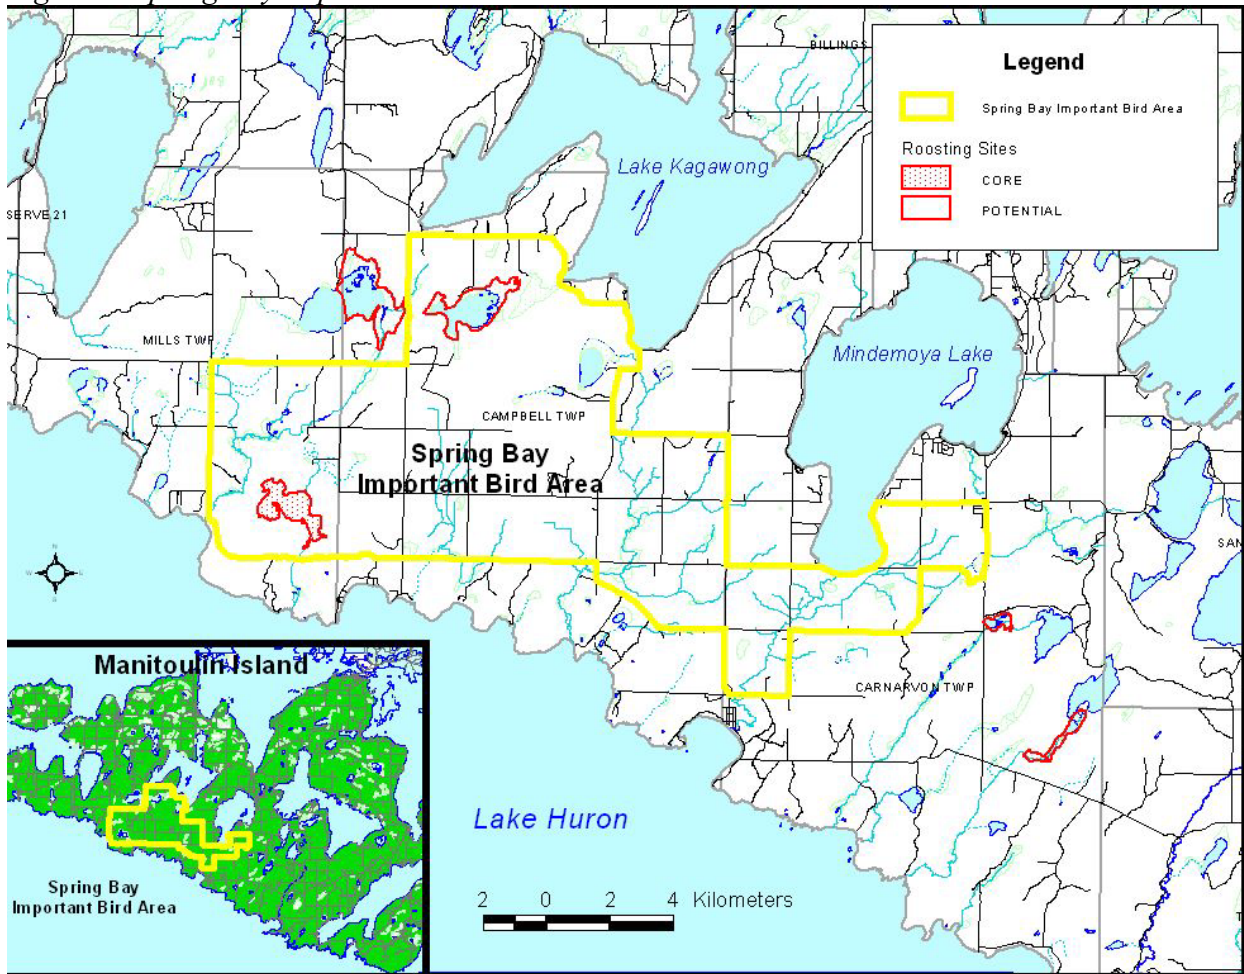 BILLINGS
Legend
Spring Bay Important Bird Area
Roosting Sites
CORE
POTENTIAL
Lake Kagawong
SERVE 21
MILLS TWP
Mindemoya Lake
CAMPBELL TWP
Spring Bay
Important Bird Area
SAN
CARNARVON TWP
Manitoulin Island
Lake Huron
Spring Bay
Important Bird Area
2 0 2 4 Kilometers